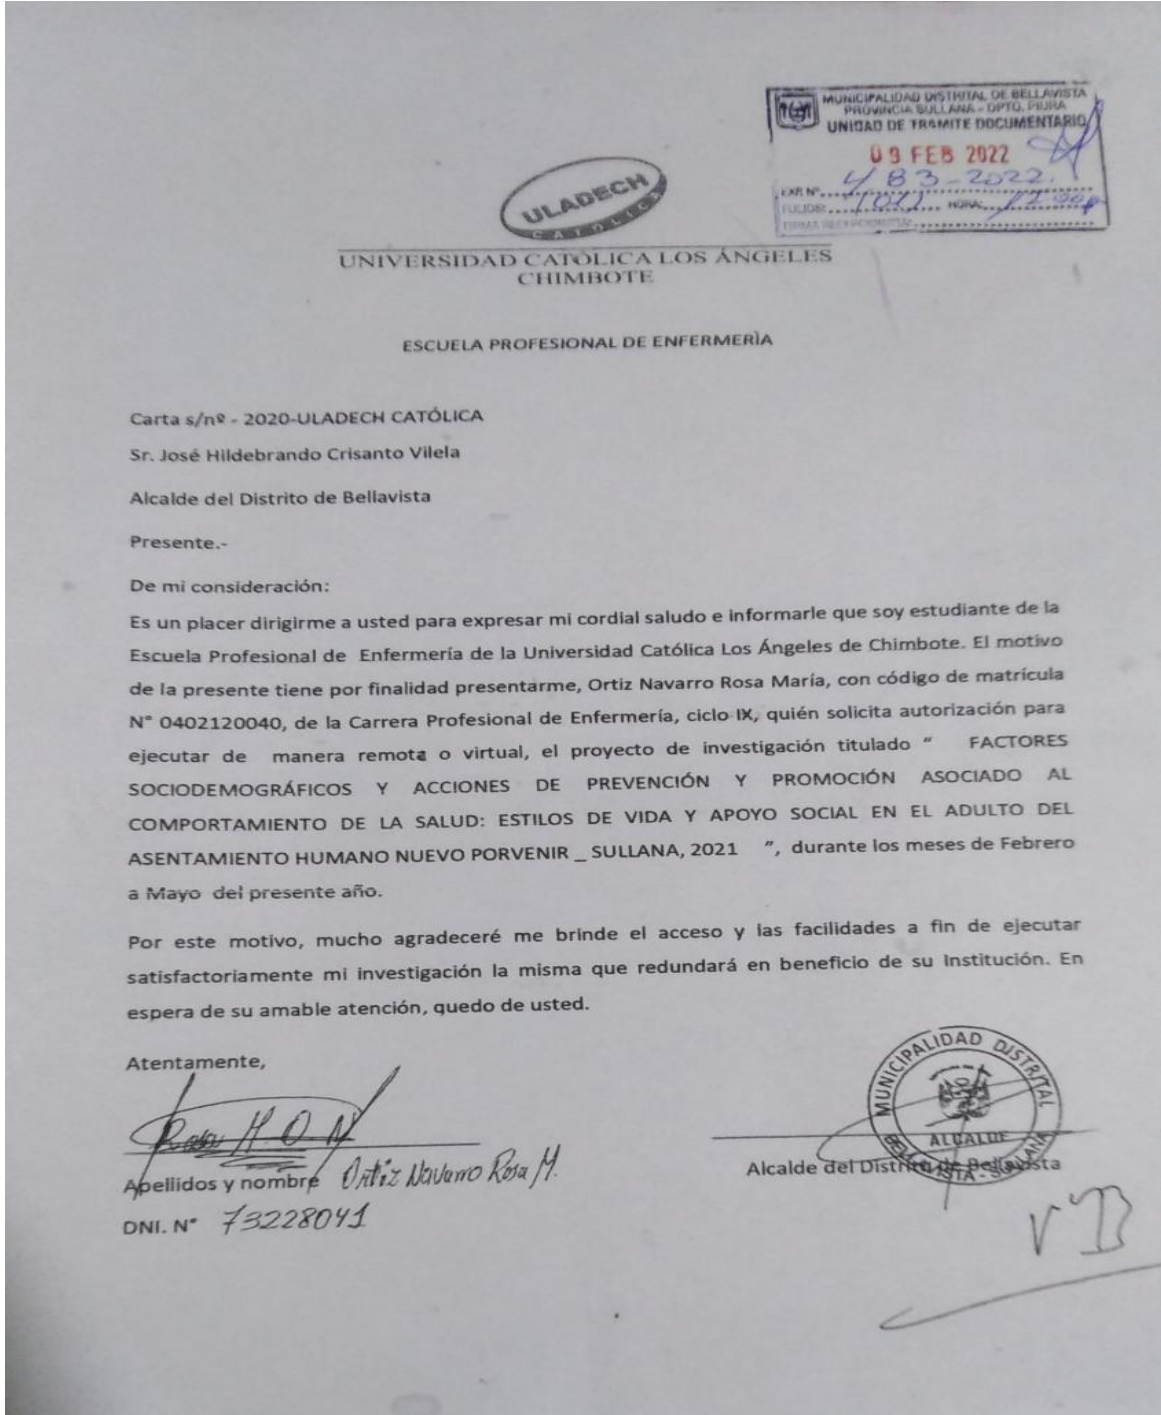 MUNICIPALIDAD DISTRITAL DE BELLAVISTA
PROVINCIA SULLANA - DPTO. PIURA
UNIDAD DE TRAMITE DOCUMENTARIO
09 FEB 2022
EXP. Nº 483-2022.
FOLIOS: HORA:
ULADECH
CATOLICA
UNIVERSIDAD CATÓLICA LOS ÁNGELES
CHIMBOTE
ESCUELA PROFESIONAL DE ENFERMERÌA
Carta s/nº - 2020-ULADECH CATÓLICA
Sr. José Hildebrando Crisanto Vilela
Alcalde del Distrito de Bellavista
Presente.-
De mi consideración:
Es un placer dirigirme a usted para expresar mi cordial saludo e informarle que soy estudiante de la
Escuela Profesional de Enfermería de la Universidad Católica Los Ángeles de Chimbote. El motivo
de la presente tiene por finalidad presentarme, Ortiz Navarro Rosa María, con código de matrícula
N° 0402120040, de la Carrera Profesional de Enfermería, ciclo IX, quién solicita autorización para
ejecutar de manera remota o virtual, el proyecto de investigación titulado " FACTORES
SOCIODEMOGRÁFICOS Y ACCIONES DE PREVENCIÓN Y PROMOCIÓN ASOCIADO AL
COMPORTAMIENTO DE LA SALUD: ESTILOS DE VIDA Y APOYO SOCIAL EN EL ADULTO DEL
ASENTAMIENTO HUMANO NUEVO PORVENIR _ SULLANA, 2021 ", durante los meses de Febrero
a Mayo del presente año.
Por este motivo, mucho agradeceré me brinde el acceso y las facilidades a fin de ejecutar
satisfactoriamente mi investigación la misma que redundará en beneficio de su Institución. En
espera de su amable atención, quedo de usted.
Atentamente,
Rosa M O N
Apellidos y nombre Ortiz Navarro Rosa M.
DNI. N° 73228041
MUNICIPALIDAD DISTRITAL
ALCALDE
BELLAVISTA - SULLANA
Alcalde del Distrito de Bellavista
VB